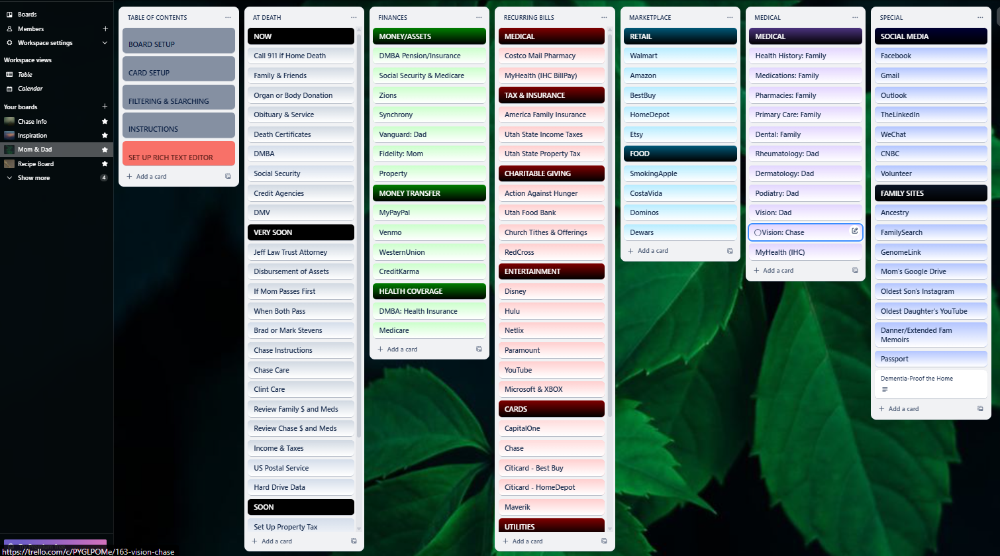 Boards
Members
Workspace settings
Workspace views
Table
Calendar
Your boards
Chase Info
Inspiration
Mom & Dad
Recipe Board
Show more
4
https://trello.com/c/PYGLPOMe/163-vision-chase
TABLE OF CONTENTS
BOARD SETUP
CARD SETUP
FILTERING & SEARCHING
INSTRUCTIONS
SET UP RICH TEXT EDITOR
Add a card
AT DEATH
NOW
Call 911 if Home Death
Family & Friends
Organ or Body Donation
Obituary & Service
Death Certificates
DMBA
Social Security
Credit Agencies
DMV
VERY SOON
Jeff Law Trust Attorney
Disbursement of Assets
If Mom Passes First
When Both Pass
Brad or Mark Stevens
Chase Instructions
Chase Care
Clint Care
Review Family $ and Meds
Review Chase $ and Meds
Income & Taxes
US Postal Service
Hard Drive Data
SOON
Set Up Property Tax
Add a card
FINANCES
MONEY/ASSETS
DMBA Pension/Insurance
Social Security & Medicare
Zions
Synchrony
Vanguard: Dad
Fidelity: Mom
Property
MONEY TRANSFER
MyPayPal
Venmo
WesternUnion
CreditKarma
HEALTH COVERAGE
DMBA: Health Insurance
Medicare
Add a card
RECURRING BILLS
MEDICAL
Costco Mail Pharmacy
MyHealth (IHC BillPay)
TAX & INSURANCE
America Family Insurance
Utah State Income Taxes
Utah State Property Tax
CHARITABLE GIVING
Action Against Hunger
Utah Food Bank
Church Tithes & Offerings
RedCross
ENTERTAINMENT
Disney
Hulu
Netlix
Paramount
YouTube
Microsoft & XBOX
CARDS
CapitalOne
Chase
Citicard - Best Buy
Citicard - HomeDepot
Maverik
UTILITIES
Add a card
MARKETPLACE
RETAIL
Walmart
Amazon
BestBuy
HomeDepot
Etsy
FOOD
SmokingApple
CostaVida
Dominos
Dewars
Add a card
MEDICAL
MEDICAL
Health History: Family
Medications: Family
Pharmacies: Family
Primary Care: Family
Dental: Family
Rheumatology: Dad
Dermatology: Dad
Podiatry: Dad
Vision: Dad
Vision: Chase
MyHealth (IHC)
Add a card
SPECIAL
SOCIAL MEDIA
Facebook
Gmail
Outlook
TheLinkedIn
WeChat
CNBC
Volunteer
FAMILY SITES
Ancestry
FamilySearch
GenomeLink
Mom's Google Drive
Oldest Son's Instagram
Oldest Daughter's YouTube
Danner/Extended Fam
Memoirs
Passport
Dementia-Proof the Home
Add a card